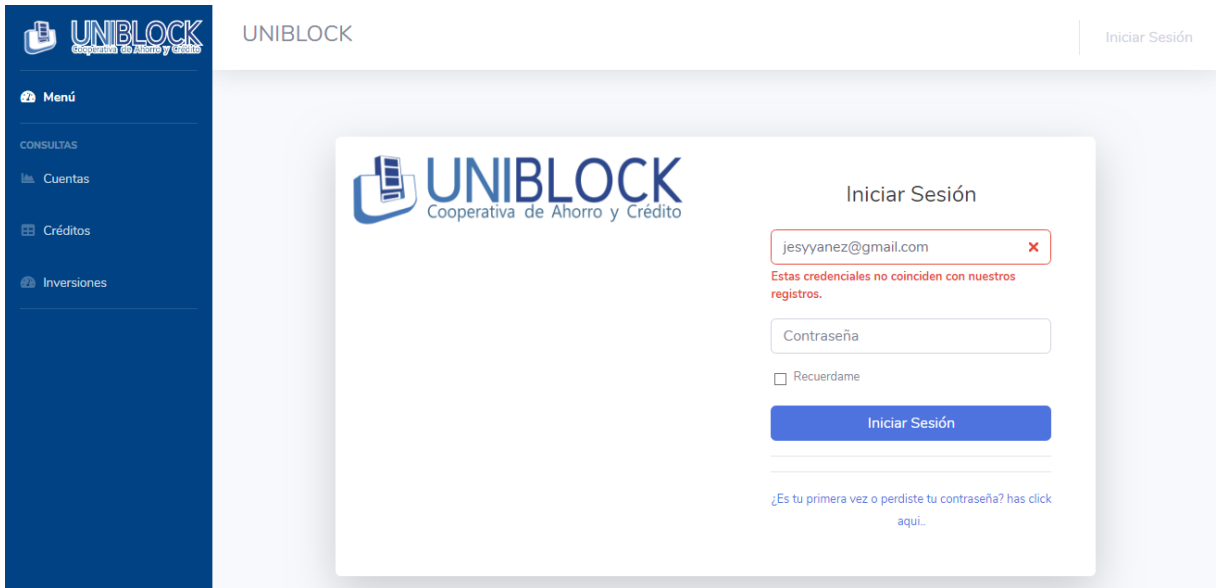 UNIBLOCK
Cooperativa de Ahorro y Crédito
UNIBLOCK
Iniciar Sesión
Menú
CONSULTAS
Cuentas
Créditos
Inversiones
UNIBLOCK
Cooperativa de Ahorro y Crédito
Iniciar Sesión
jesyyanez@gmail.com
Estas credenciales no coinciden con nuestros
registros.
Contraseña
Recuerdame
Iniciar Sesión
¿Es tu primera vez o perdiste tu contraseña? has click
aqui..